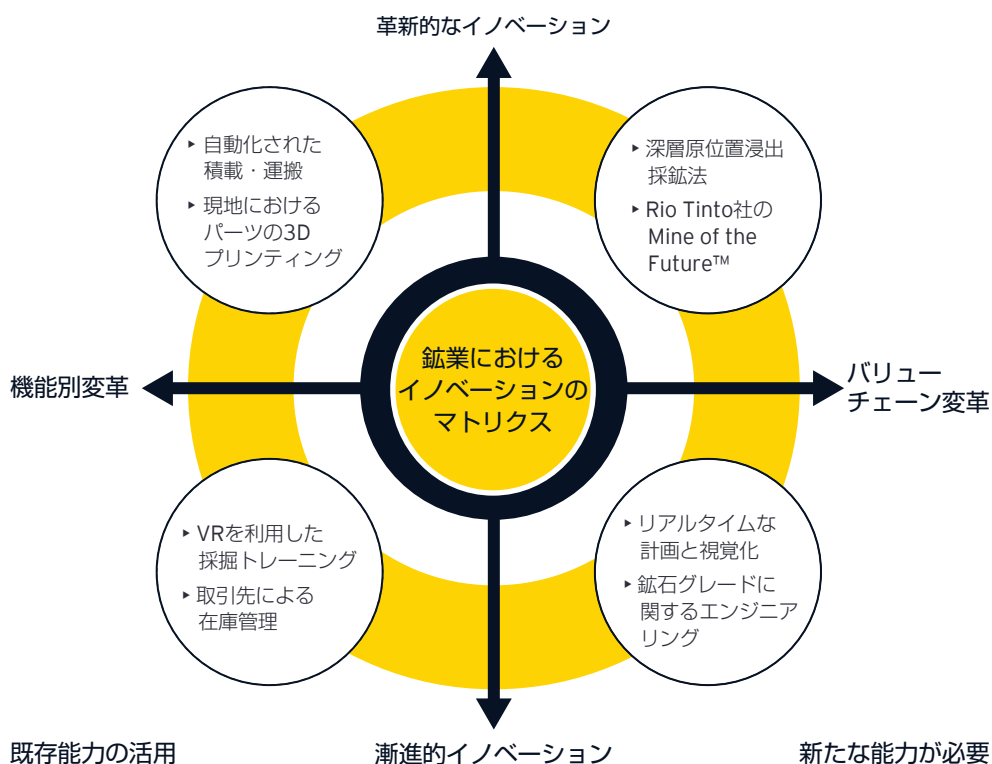 革新的なイノベーション
‣ 自動化された
積載・運搬
‣ 現地における
パーツの3D
プリンティング
‣ 深層原位置浸出
採鉱法
‣ Rio Tinto社の
Mine of the
Future™
機能別変革
鉱業における
イノベーションの
マトリクス
バリュー
チェーン変革
‣ VRを利用した
採掘トレーニング
‣ 取引先による
在庫管理
‣ リアルタイムな
計画と視覚化
‣ 鉱石グレードに
関するエンジニア
リング
既存能力の活用
漸進的イノベーション
新たな能力が必要